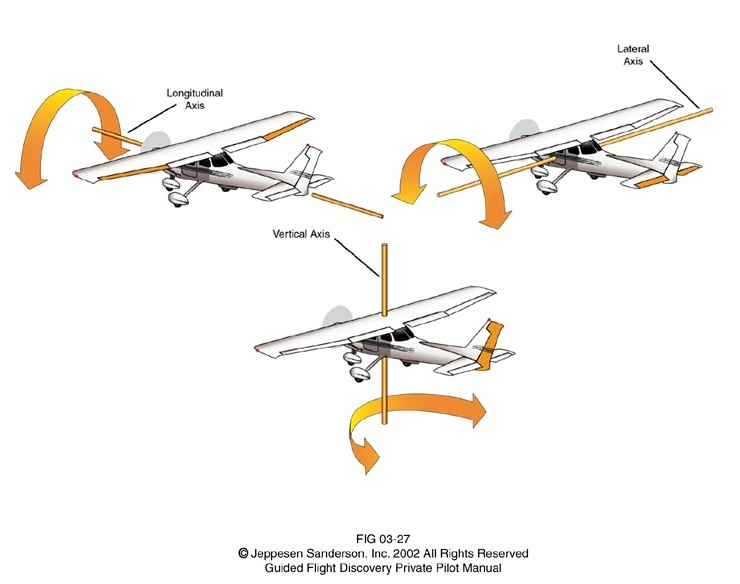 Longitudinal
Axis
Lateral
Axis
Vertical Axis
FIG 03-27
© Jeppesen Sanderson, Inc. 2002 All Rights Reserved
Guided Flight Discovery Private Pilot Manual